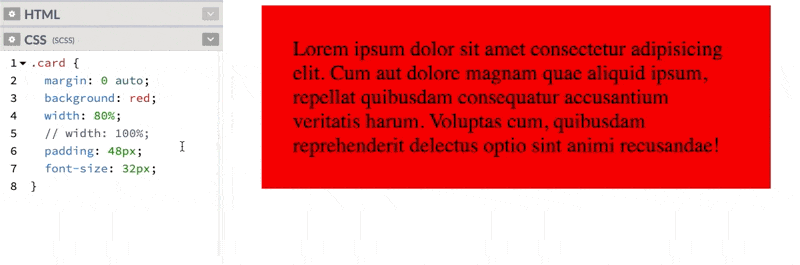 HTML
CSS (SCSS)
1 .card {
2 margin: 0 auto;
3 background: red;
4 width: 80%;
5 // width: 100%;
6 padding: 48px;
7 font-size: 32px;
8 }
Lorem ipsum dolor sit amet consectetur adipisicing
elit. Cum aut dolore magnam quae aliquid ipsum,
repellat quibusdam consequatur accusantium
veritatis harum. Voluptas cum, quibusdam
reprehenderit delectus optio sint animi recusandae!